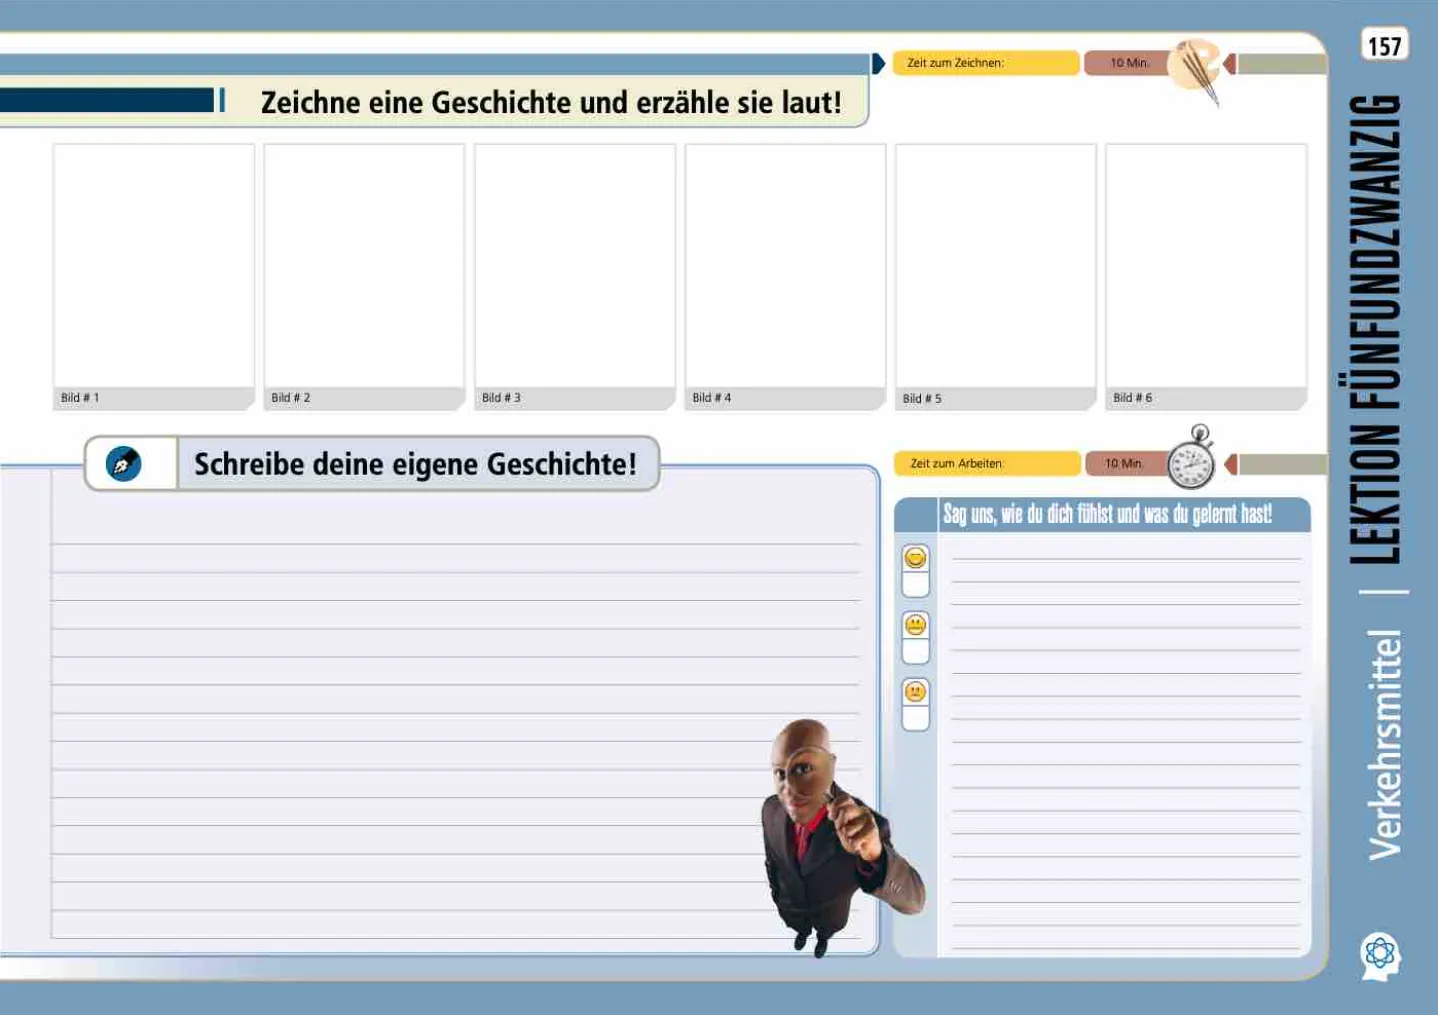 157
Zeit zum Zeichnen:
10 Min.
Zeichne eine Geschichte und erzähle sie laut!
Bild # 1
Bild # 2
Bild # 3
Bild # 4
Bild # 5
Bild # 6
Schreibe deine eigene Geschichte!
Zeit zum Arbeiten:
10 Min.
Sag uns, wie du dich fühlst und was du gelernt hast!
LEKTION FÜNFUNDZWANZIG
Verkehrsmittel